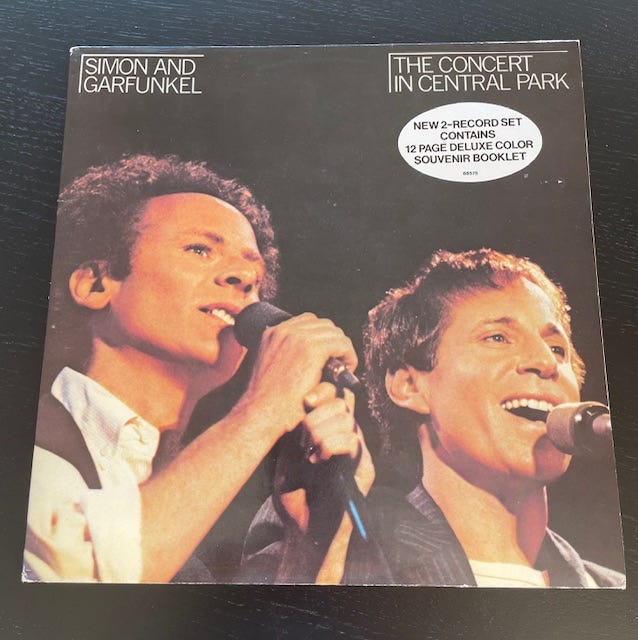 SIMON AND
GARFUNKEL
THE CONCERT
IN CENTRAL PARK
NEW 2-RECORD SET
CONTAINS
12 PAGE DELUXE COLOR
SOUVENIR BOOKLET